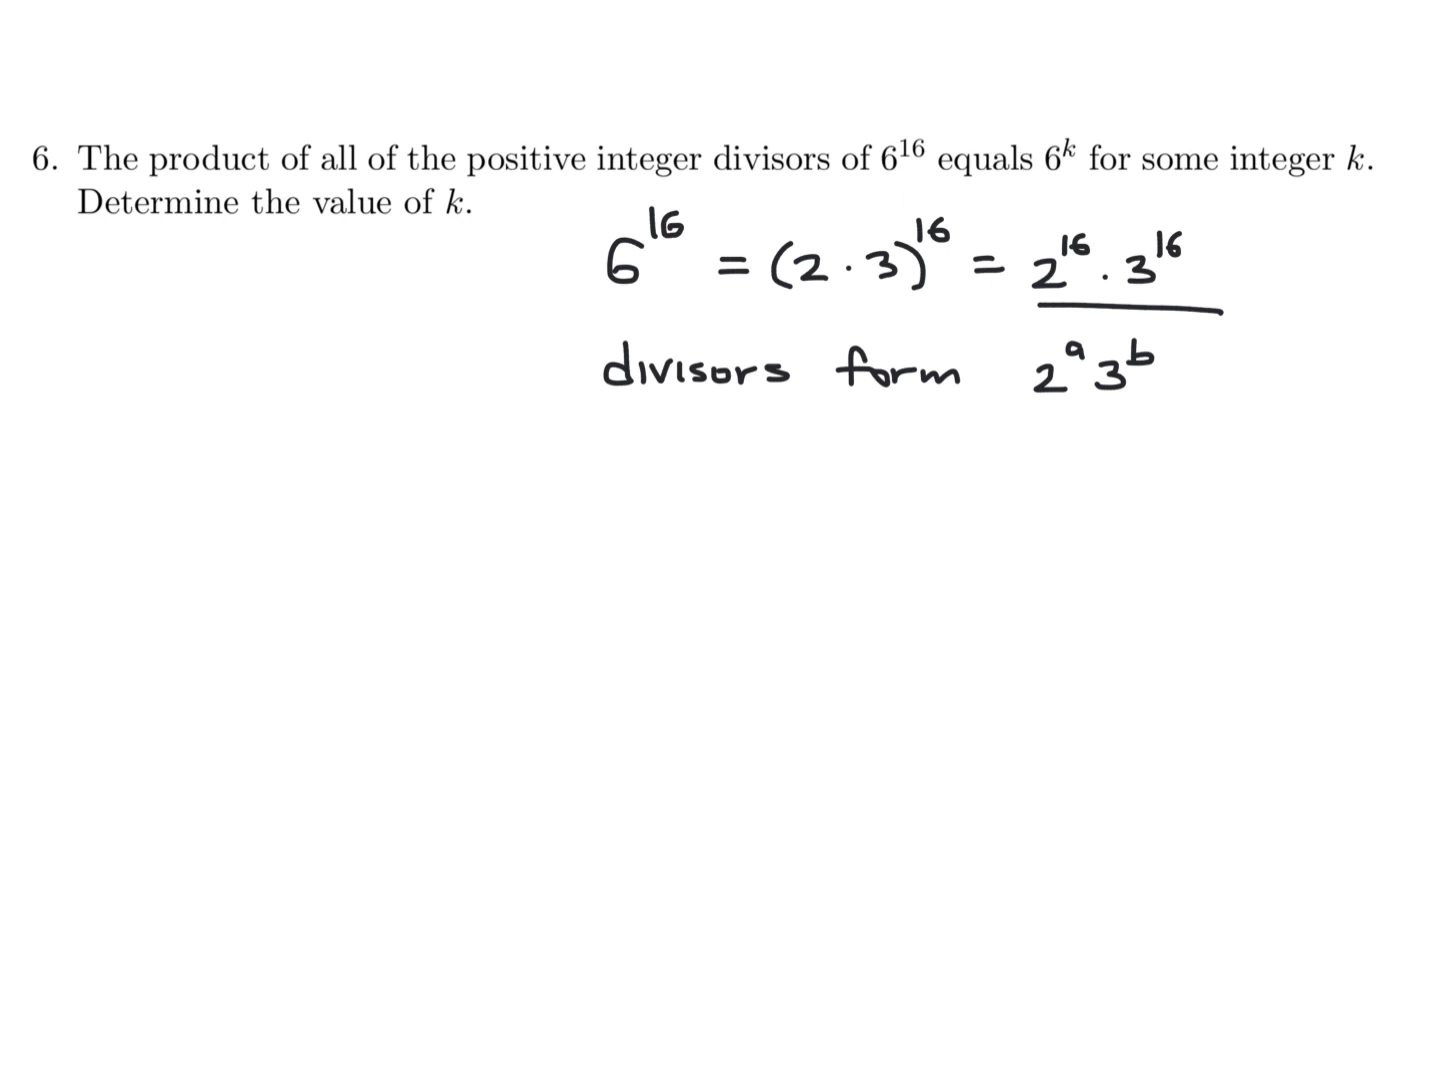 6. The product of all of the positive integer divisors of 6^16 equals 6^k for some integer k.
Determine the value of k.
6^16 = (2 · 3)^16 = 2^16 · 3^16
divisors form 2^a 3^b